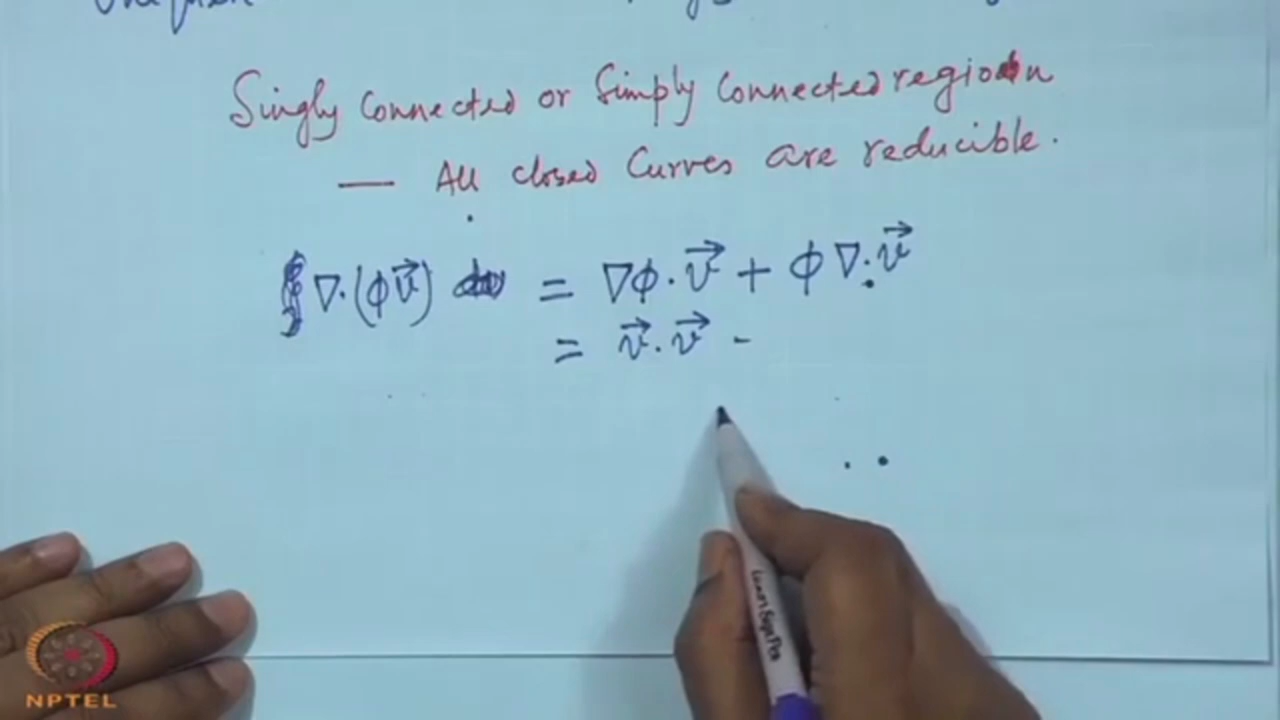 Singly connected or Simply connected region
— All closed Curves are reducible.
∇·(φv⃗) = ∇φ·v⃗ + φ∇·v⃗
= v⃗·v⃗ -
NPTEL